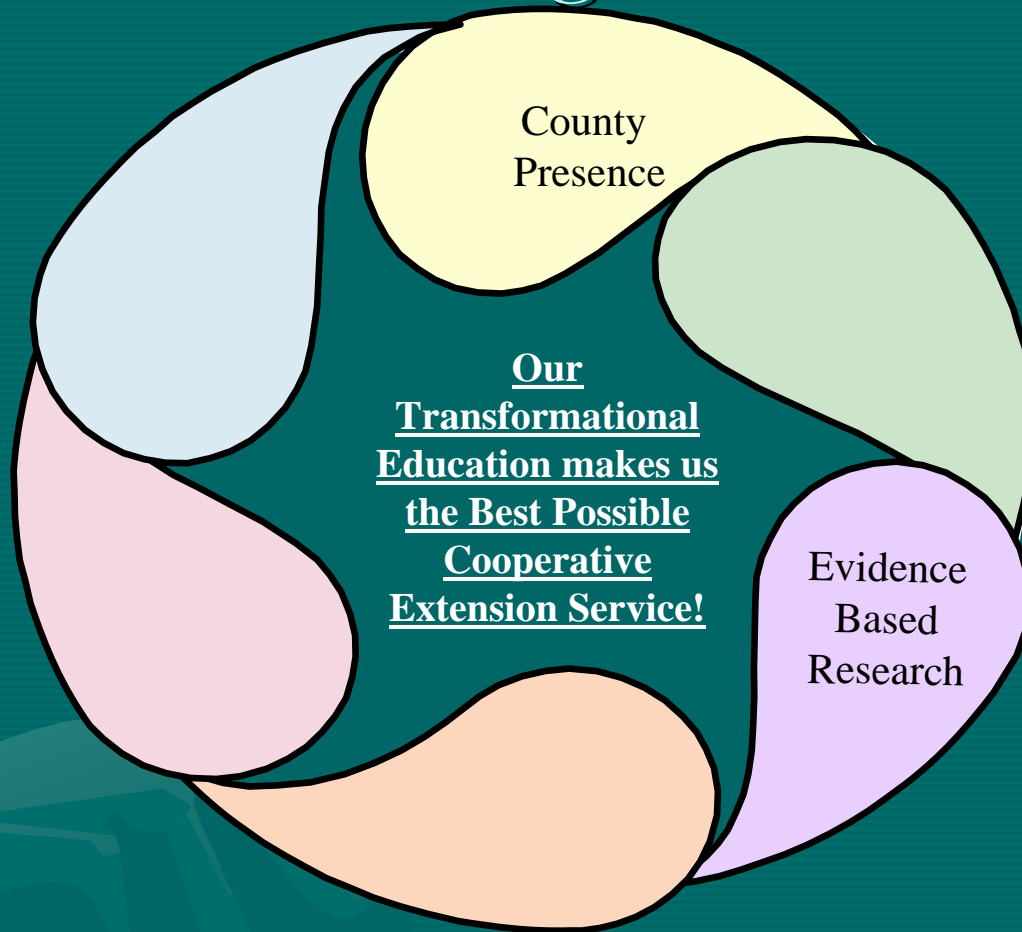 County
Presence
Our
Transformational
Education makes us
the Best Possible
Cooperative
Extension Service!
Evidence
Based
Research